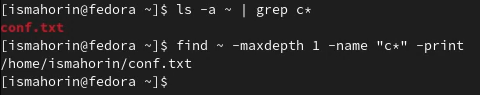 [ismahorin@fedora ~]$ ls -a ~ | grep c*
conf.txt
[ismahorin@fedora ~]$ find ~ -maxdepth 1 -name "c*" -print
/home/ismahorin/conf.txt
[ismahorin@fedora ~]$